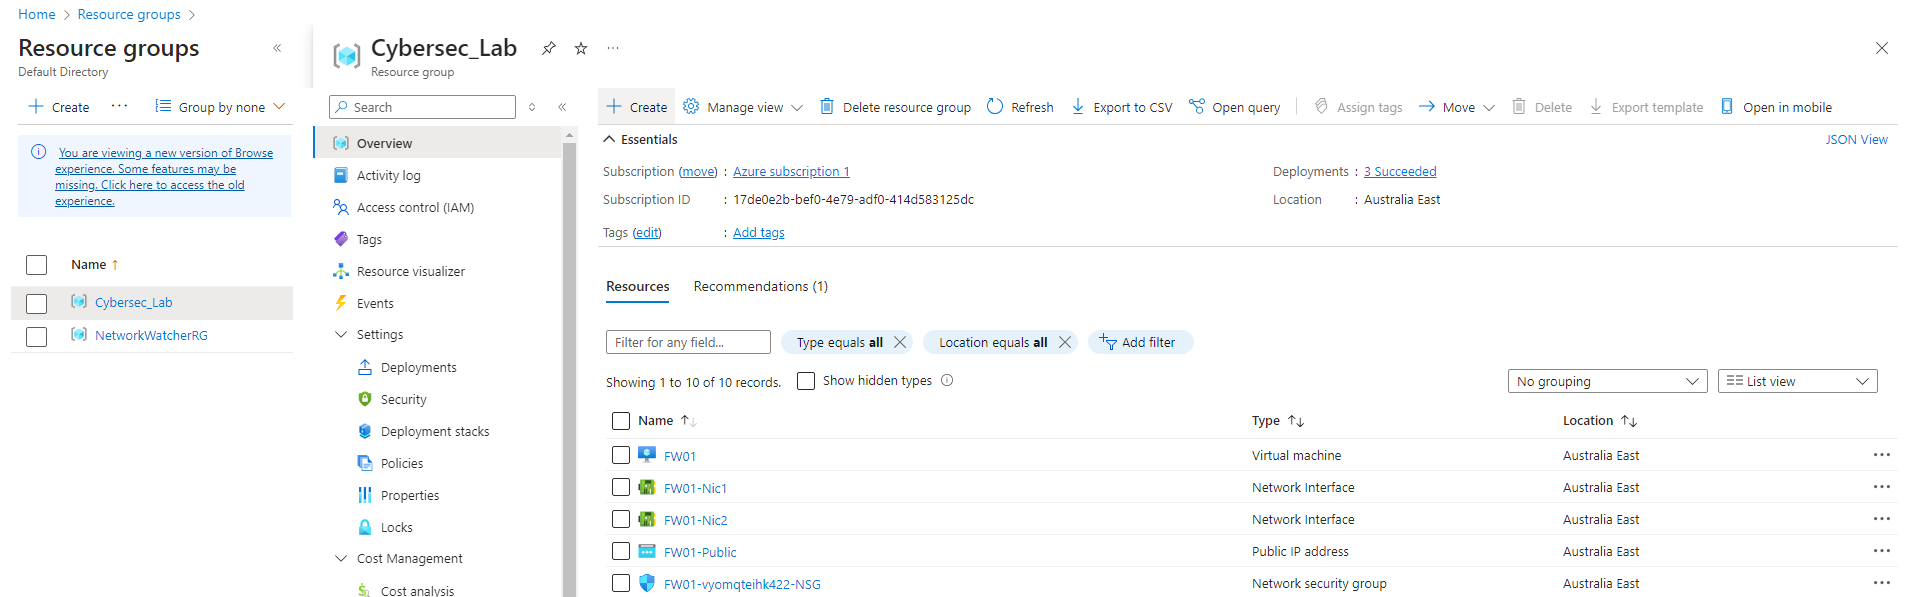 Home > Resource groups >
Resource groups
Default Directory
Create
Group by none
You are viewing a new version of Browse
experience. Some features may be
missing. Click here to access the old
experience.
Name ↑
Cybersec_Lab
NetworkWatcherRG
Cybersec_Lab
Resource group
Search
Overview
Activity log
Access control (IAM)
Tags
Resource visualizer
Events
Settings
Deployments
Security
Deployment stacks
Policies
Properties
Locks
Cost Management
Cost analysis
Create Manage view Delete resource group Refresh Export to CSV Open query Assign tags Move Delete Export template Open in mobile
Essentials
JSON View
Subscription (move) : Azure subscription 1
Deployments : 3 Succeeded
Subscription ID : 17de0e2b-bef0-4e79-adf0-414d583125dc
Location : Australia East
Tags (edit) : Add tags
Resources Recommendations (1)
Filter for any field... Type equals all Location equals all Add filter
Showing 1 to 10 of 10 records. Show hidden types No grouping List view
Name ↑↓ Type ↑↓ Location ↑↓
FW01 Virtual machine Australia East
FW01-Nic1 Network Interface Australia East
FW01-Nic2 Network Interface Australia East
FW01-Public Public IP address Australia East
FW01-vyomqteihk422-NSG Network security group Australia East